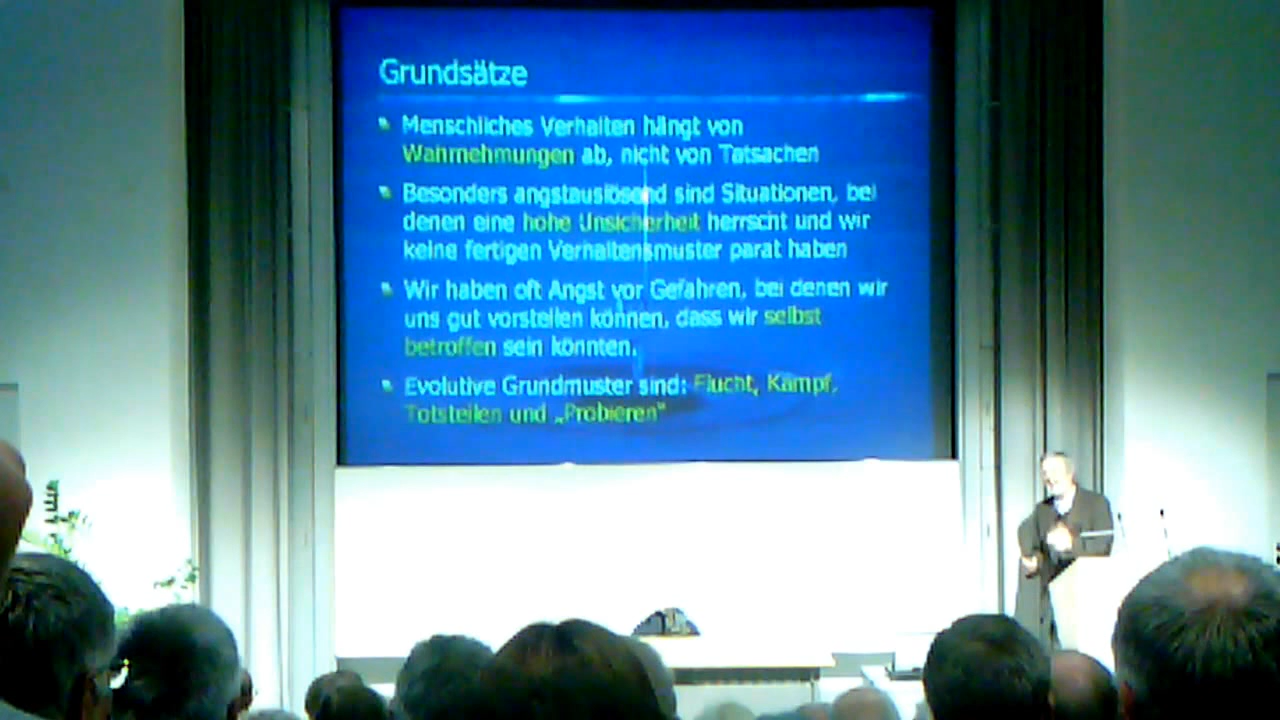 Grundsätze
Menschliches Verhalten hängt von
Wahrnehmungen ab, nicht von Tatsachen
Besonders angstauslösend sind Situationen, bei
denen eine hohe Unsicherheit herrscht und wir
keine fertigen Verhaltensmuster parat haben
Wir haben oft Angst vor Gefahren, bei denen wir
uns gut vorstellen können, dass wir selbst
betroffen sein könnten.
Evolutive Grundmuster sind: Flucht, Kampf,
Totstellen und „Probieren"